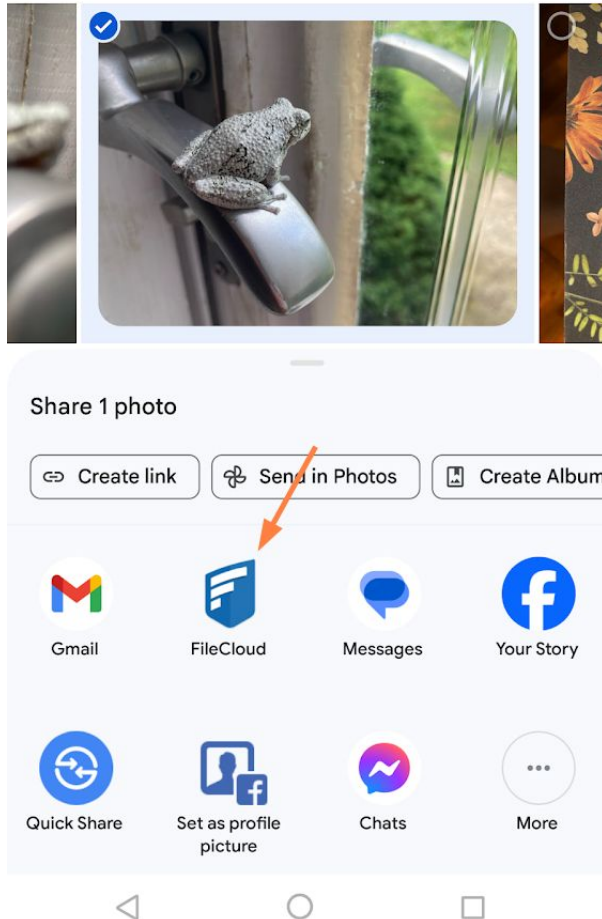 Share 1 photo
Create link
Send in Photos
Create Album
Gmail
FileCloud
Messages
Your Story
Quick Share
Set as profile
picture
Chats
More